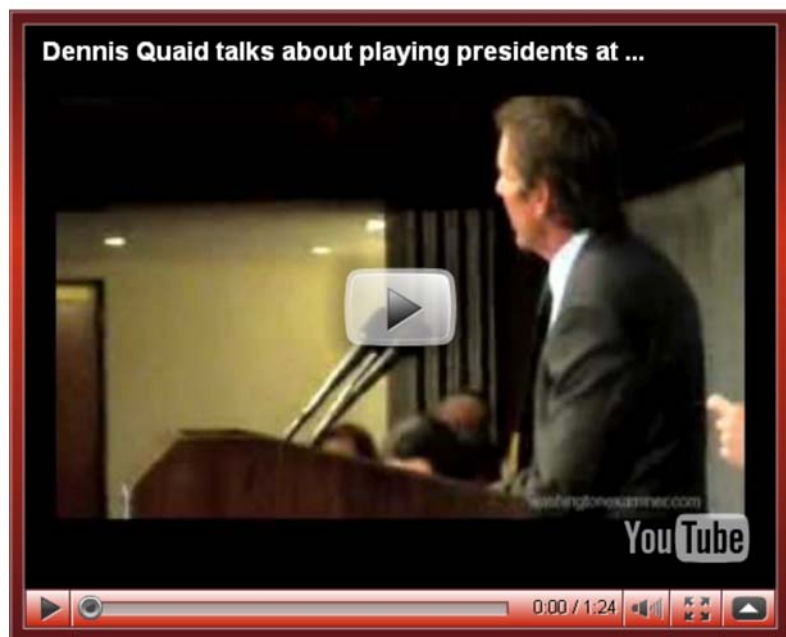 Dennis Quaid talks about playing presidents at ...
washingtonexaminer.com
YouTube
0:00 / 1:24